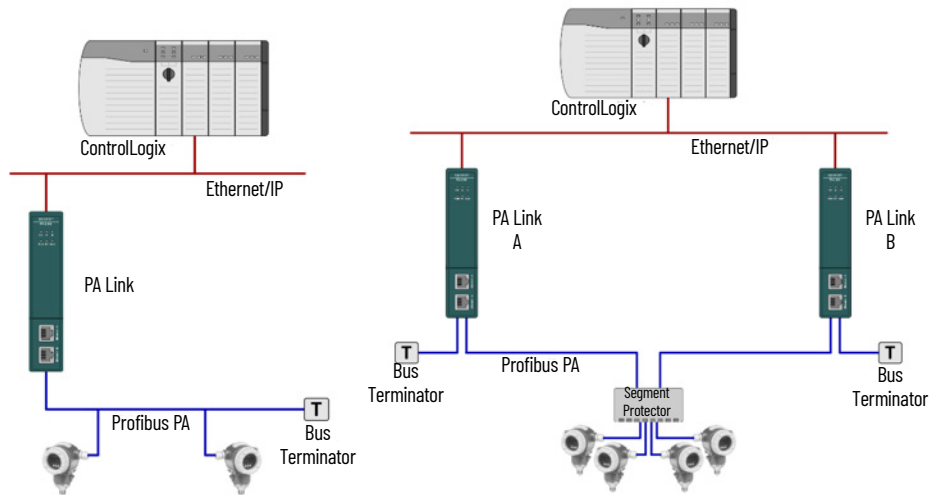 ControlLogix
Ethernet/IP
PA Link
Profibus PA
T
Bus
Terminator
ControlLogix
Ethernet/IP
PA Link
A
PA Link
B
T
Bus
Terminator
Profibus PA
T
Bus
Terminator
Segment
Protector